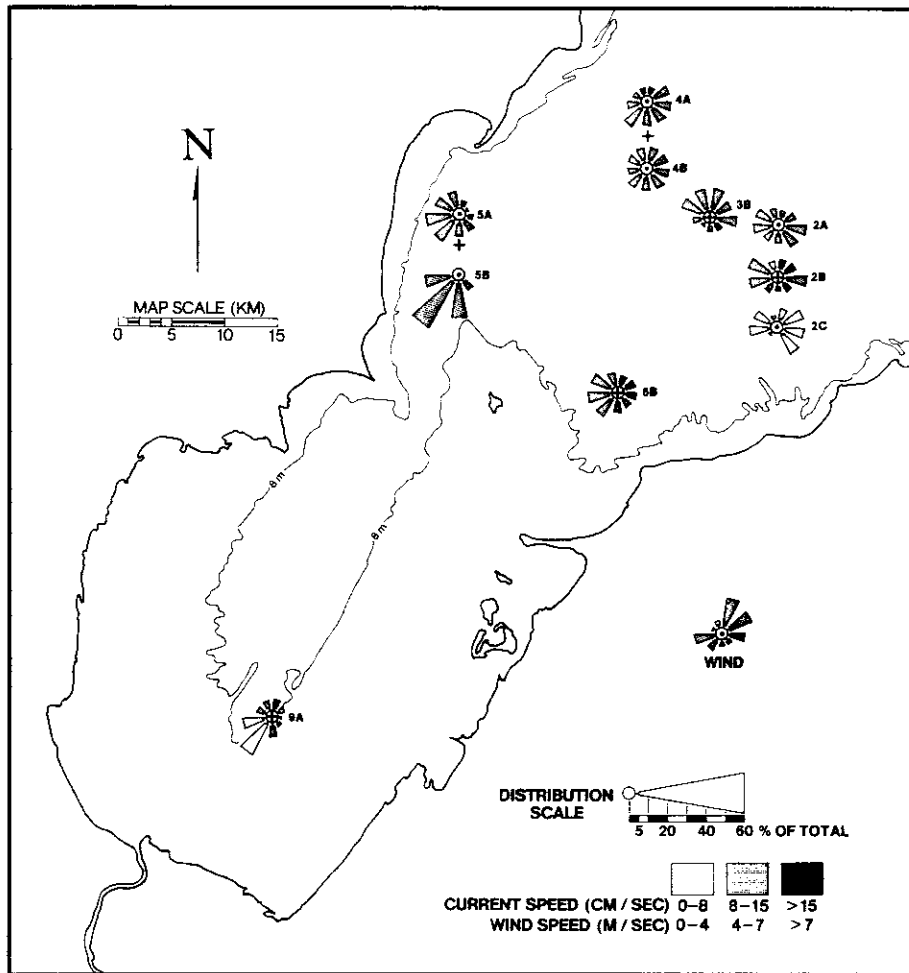 N
4A
4B
3B
2A
5A
5B
2B
2C
MAP SCALE (KM)
0 5 10 15
6B
8 m
8 m
WIND
9A
DISTRIBUTION SCALE
5 20 40 60 % OF TOTAL
CURRENT SPEED (CM / SEC) 0-8 8-15 >15
WIND SPEED (M / SEC) 0-4 4-7 >7